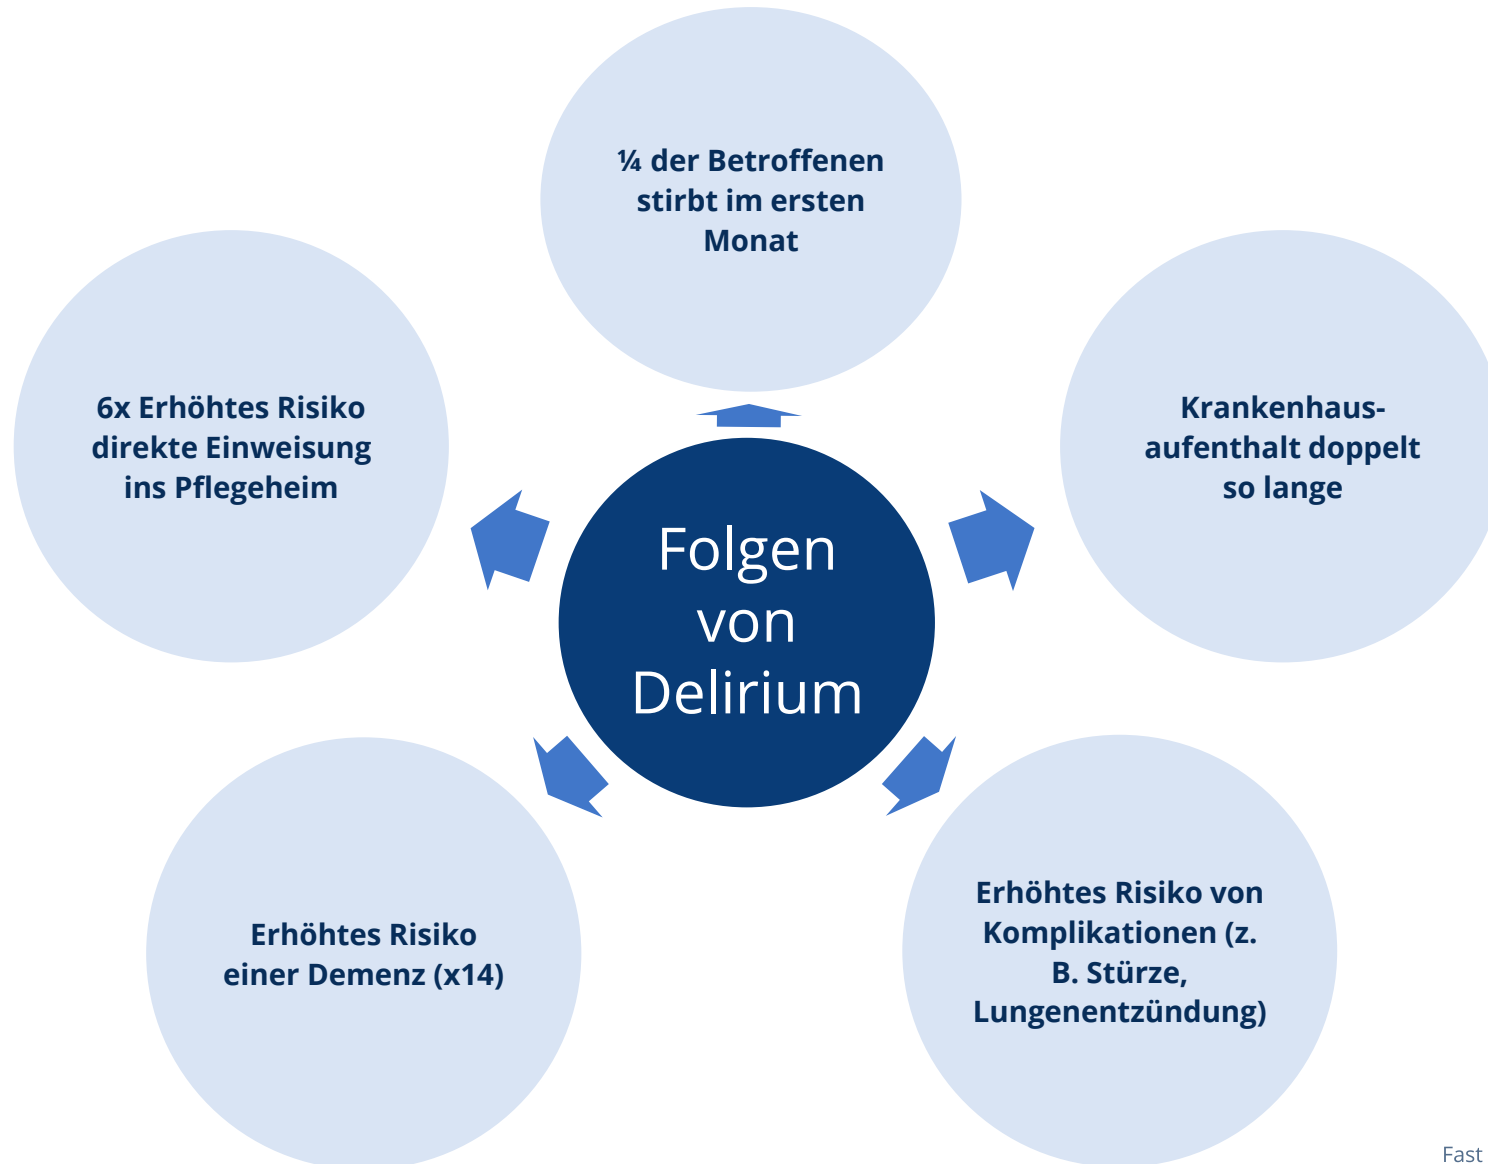 ¼ der Betroffenen
stirbt im ersten
Monat
6x Erhöhtes Risiko
direkte Einweisung
ins Pflegeheim
Krankenhaus-
aufenthalt doppelt
so lange
Folgen
von
Delirium
Erhöhtes Risiko
einer Demenz (x14)
Erhöhtes Risiko von
Komplikationen (z.
B. Stürze,
Lungenentzündung)
Fast